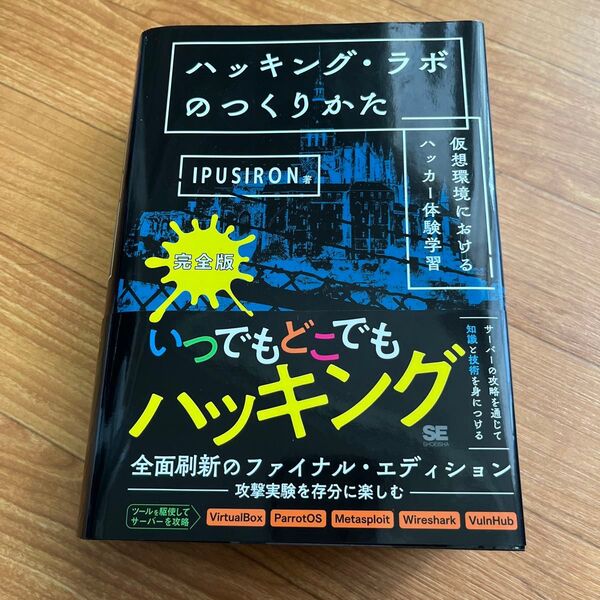 ハッキング・ラボ
のつくりかた
仮想環境における
ハッカー体験学習
IPUSIRON著
完全版
いつでもどこでも
ハッキング
サーバーの攻略を通じて
知識と技術を身につける
SE
SHOEISHA
全面刷新のファイナル・エディション
攻撃実験を存分に楽しむ
ツールを駆使して
サーバーを攻略
VirtualBox
ParrotOS
Metasploit
Wireshark
VulnHub